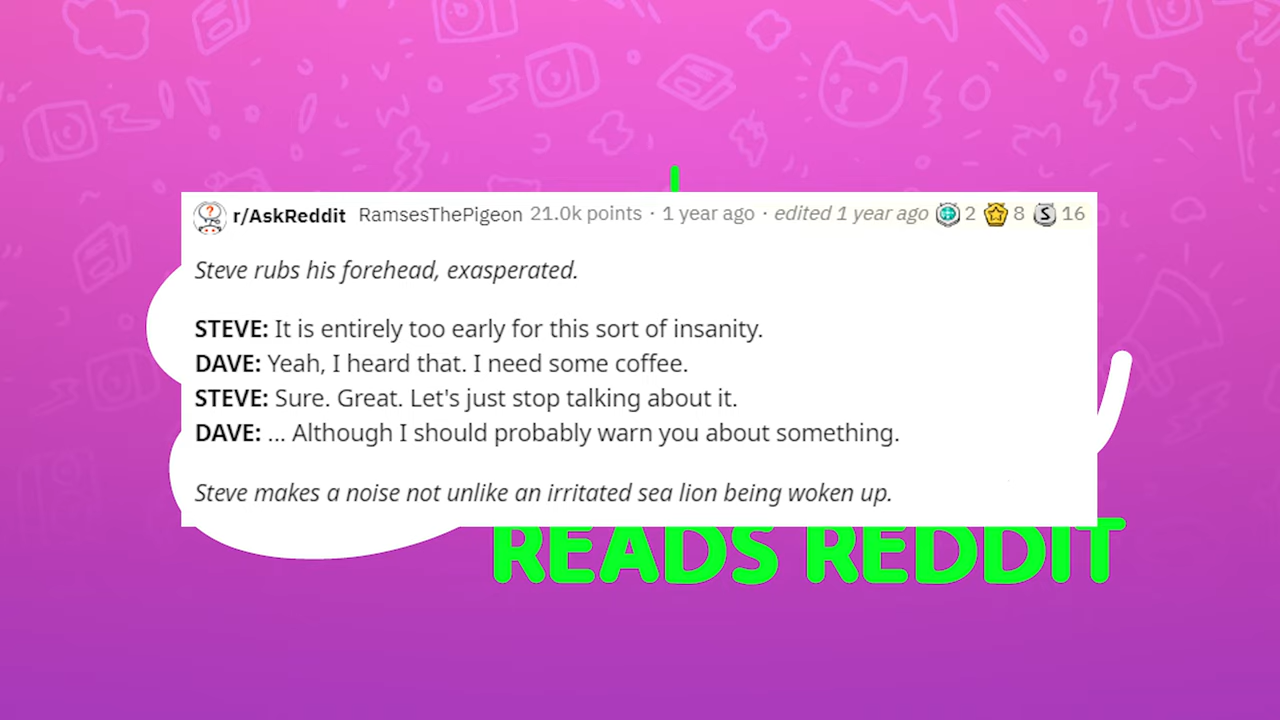 r/AskReddit RamsesThePigeon 21.0k points · 1 year ago · edited 1 year ago 2 8 S 16
Steve rubs his forehead, exasperated.
STEVE: It is entirely too early for this sort of insanity.
DAVE: Yeah, I heard that. I need some coffee.
STEVE: Sure. Great. Let's just stop talking about it.
DAVE: ... Although I should probably warn you about something.
Steve makes a noise not unlike an irritated sea lion being woken up.
READS REDDIT